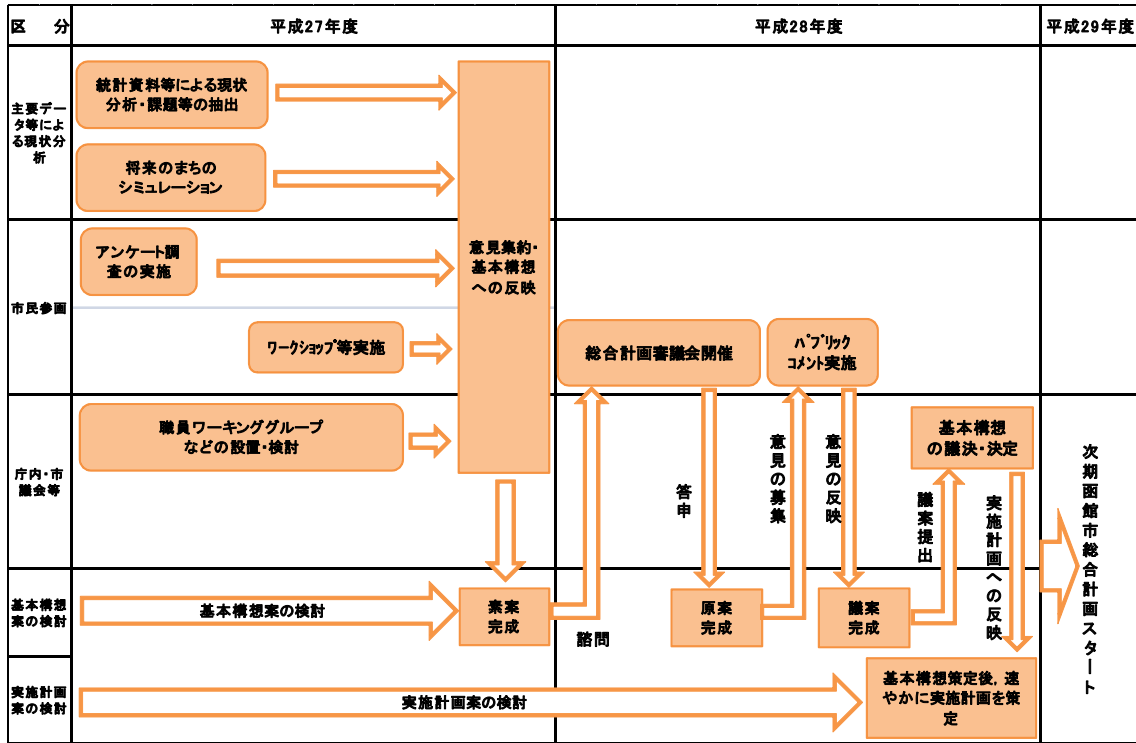 区　分
平成27年度
平成28年度
平成29年度
主要デー
タ等によ
る現状分
析
統計資料等による現状
分析・課題等の抽出
将来のまちの
シミュレーション
意見集約・
基本構想
への反映
市民参画
アンケート調
査の実施
ﾜｰｸｼｮｯﾌﾟ等実施
総合計画審議会開催
ﾊﾟﾌﾞﾘｯｸ
ｺﾒﾝﾄ実施
庁内・市
議会等
職員ワーキンググループ
などの設置・検討
答申
意見の募集
意見の反映
議案提出
基本構想
の議決・決定
実施計画への反映
次期函館市総合計画スタート
基本構想
案の検討
基本構想案の検討
素案
完成
諮問
原案
完成
議案
完成
実施計画
案の検討
実施計画案の検討
基本構想策定後，速
やかに実施計画を策
定